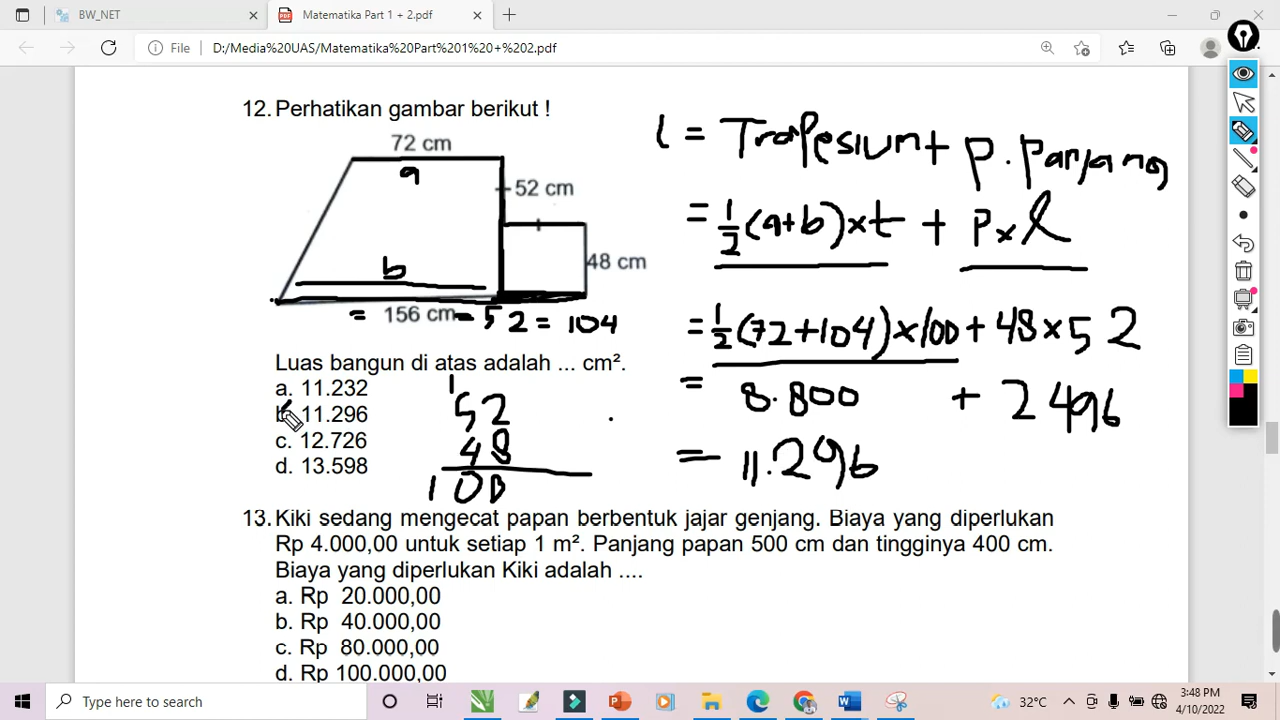 BW_NET
Matematika Part 1 + 2.pdf
File
D:/Media%20UAS/Matematika%20Part%201%20+%202.pdf
12. Perhatikan gambar berikut !
72 cm
a
52 cm
b
48 cm
= 156 cm - 52 = 104
Luas bangun di atas adalah ... cm².
a. 11.232
b. 11.296
c. 12.726
d. 13.598
1
52
48
100
l = Trapesium + p.panjang
= 1/2 (a+b) x t + p x l
= 1/2 (72+104) x 100 + 48 x 52
= 8.800 + 2496
= 11.296
13. Kiki sedang mengecat papan berbentuk jajar genjang. Biaya yang diperlukan
Rp 4.000,00 untuk setiap 1 m². Panjang papan 500 cm dan tingginya 400 cm.
Biaya yang diperlukan Kiki adalah ....
a. Rp 20.000,00
b. Rp 40.000,00
c. Rp 80.000,00
d. Rp 100.000,00
Type here to search
32°C
3:48 PM
4/10/2022